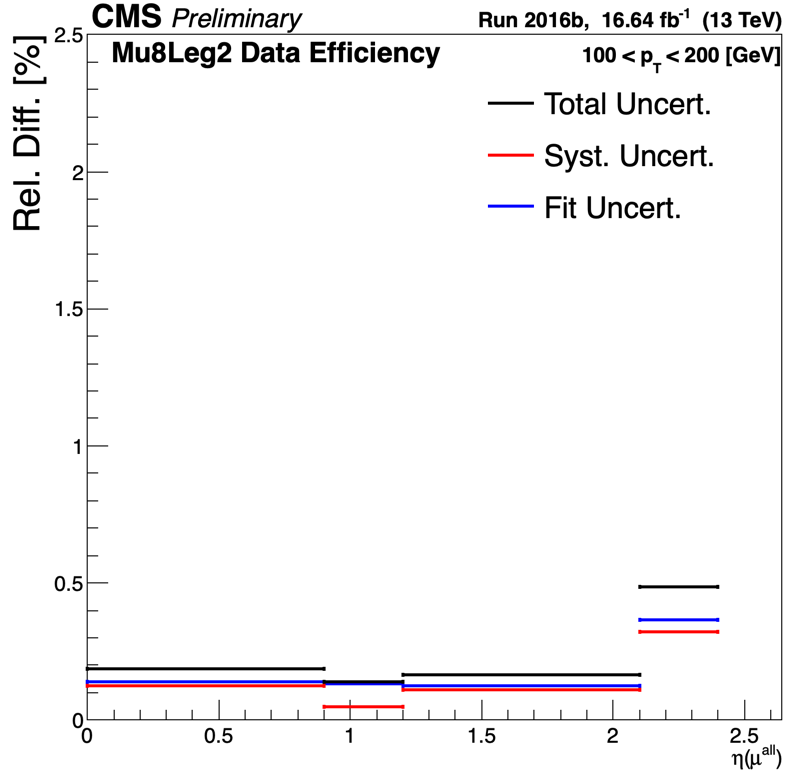 CMS Preliminary Run 2016b, 16.64 fb⁻¹ (13 TeV)
Mu8Leg2 Data Efficiency 100 < p_T < 200 [GeV]
Total Uncert.
Syst. Uncert.
Fit Uncert.
Rel. Diff. [%]
2.5
2
1.5
1
0.5
0
0 0.5 1 1.5 2 2.5
η(μ^all)